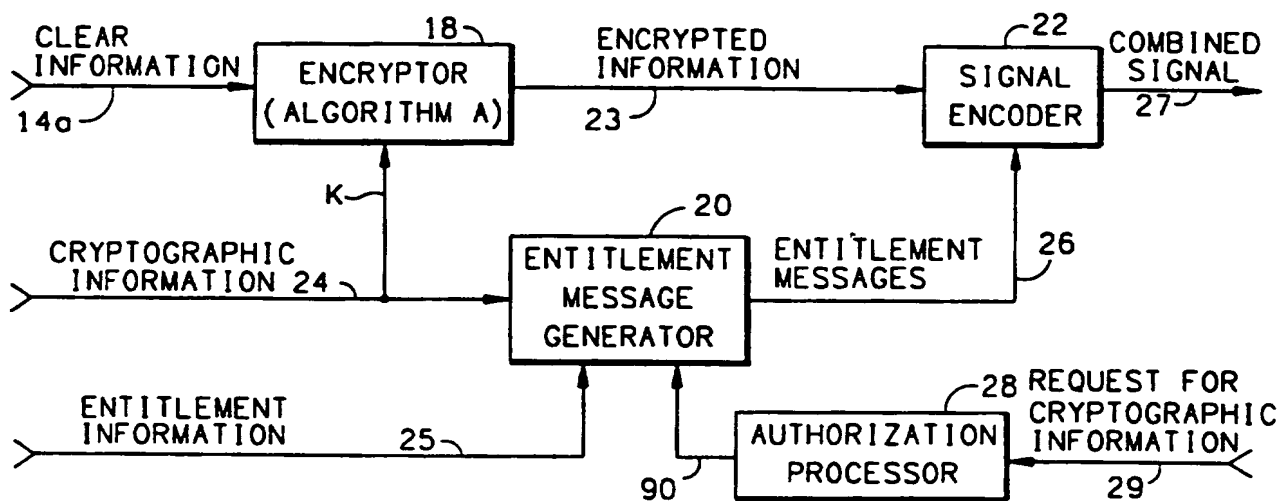 CLEAR
INFORMATION
14a
18
ENCRYPTOR
(ALGORITHM A)
ENCRYPTED
INFORMATION
23
22
SIGNAL
ENCODER
COMBINED
SIGNAL
27
K
CRYPTOGRAPHIC
INFORMATION 24
20
ENTITLEMENT
MESSAGE
GENERATOR
ENTITLEMENT
MESSAGES
26
ENTITLEMENT
INFORMATION
25
90
28
AUTHORIZATION
PROCESSOR
REQUEST FOR
CRYPTOGRAPHIC
INFORMATION
29